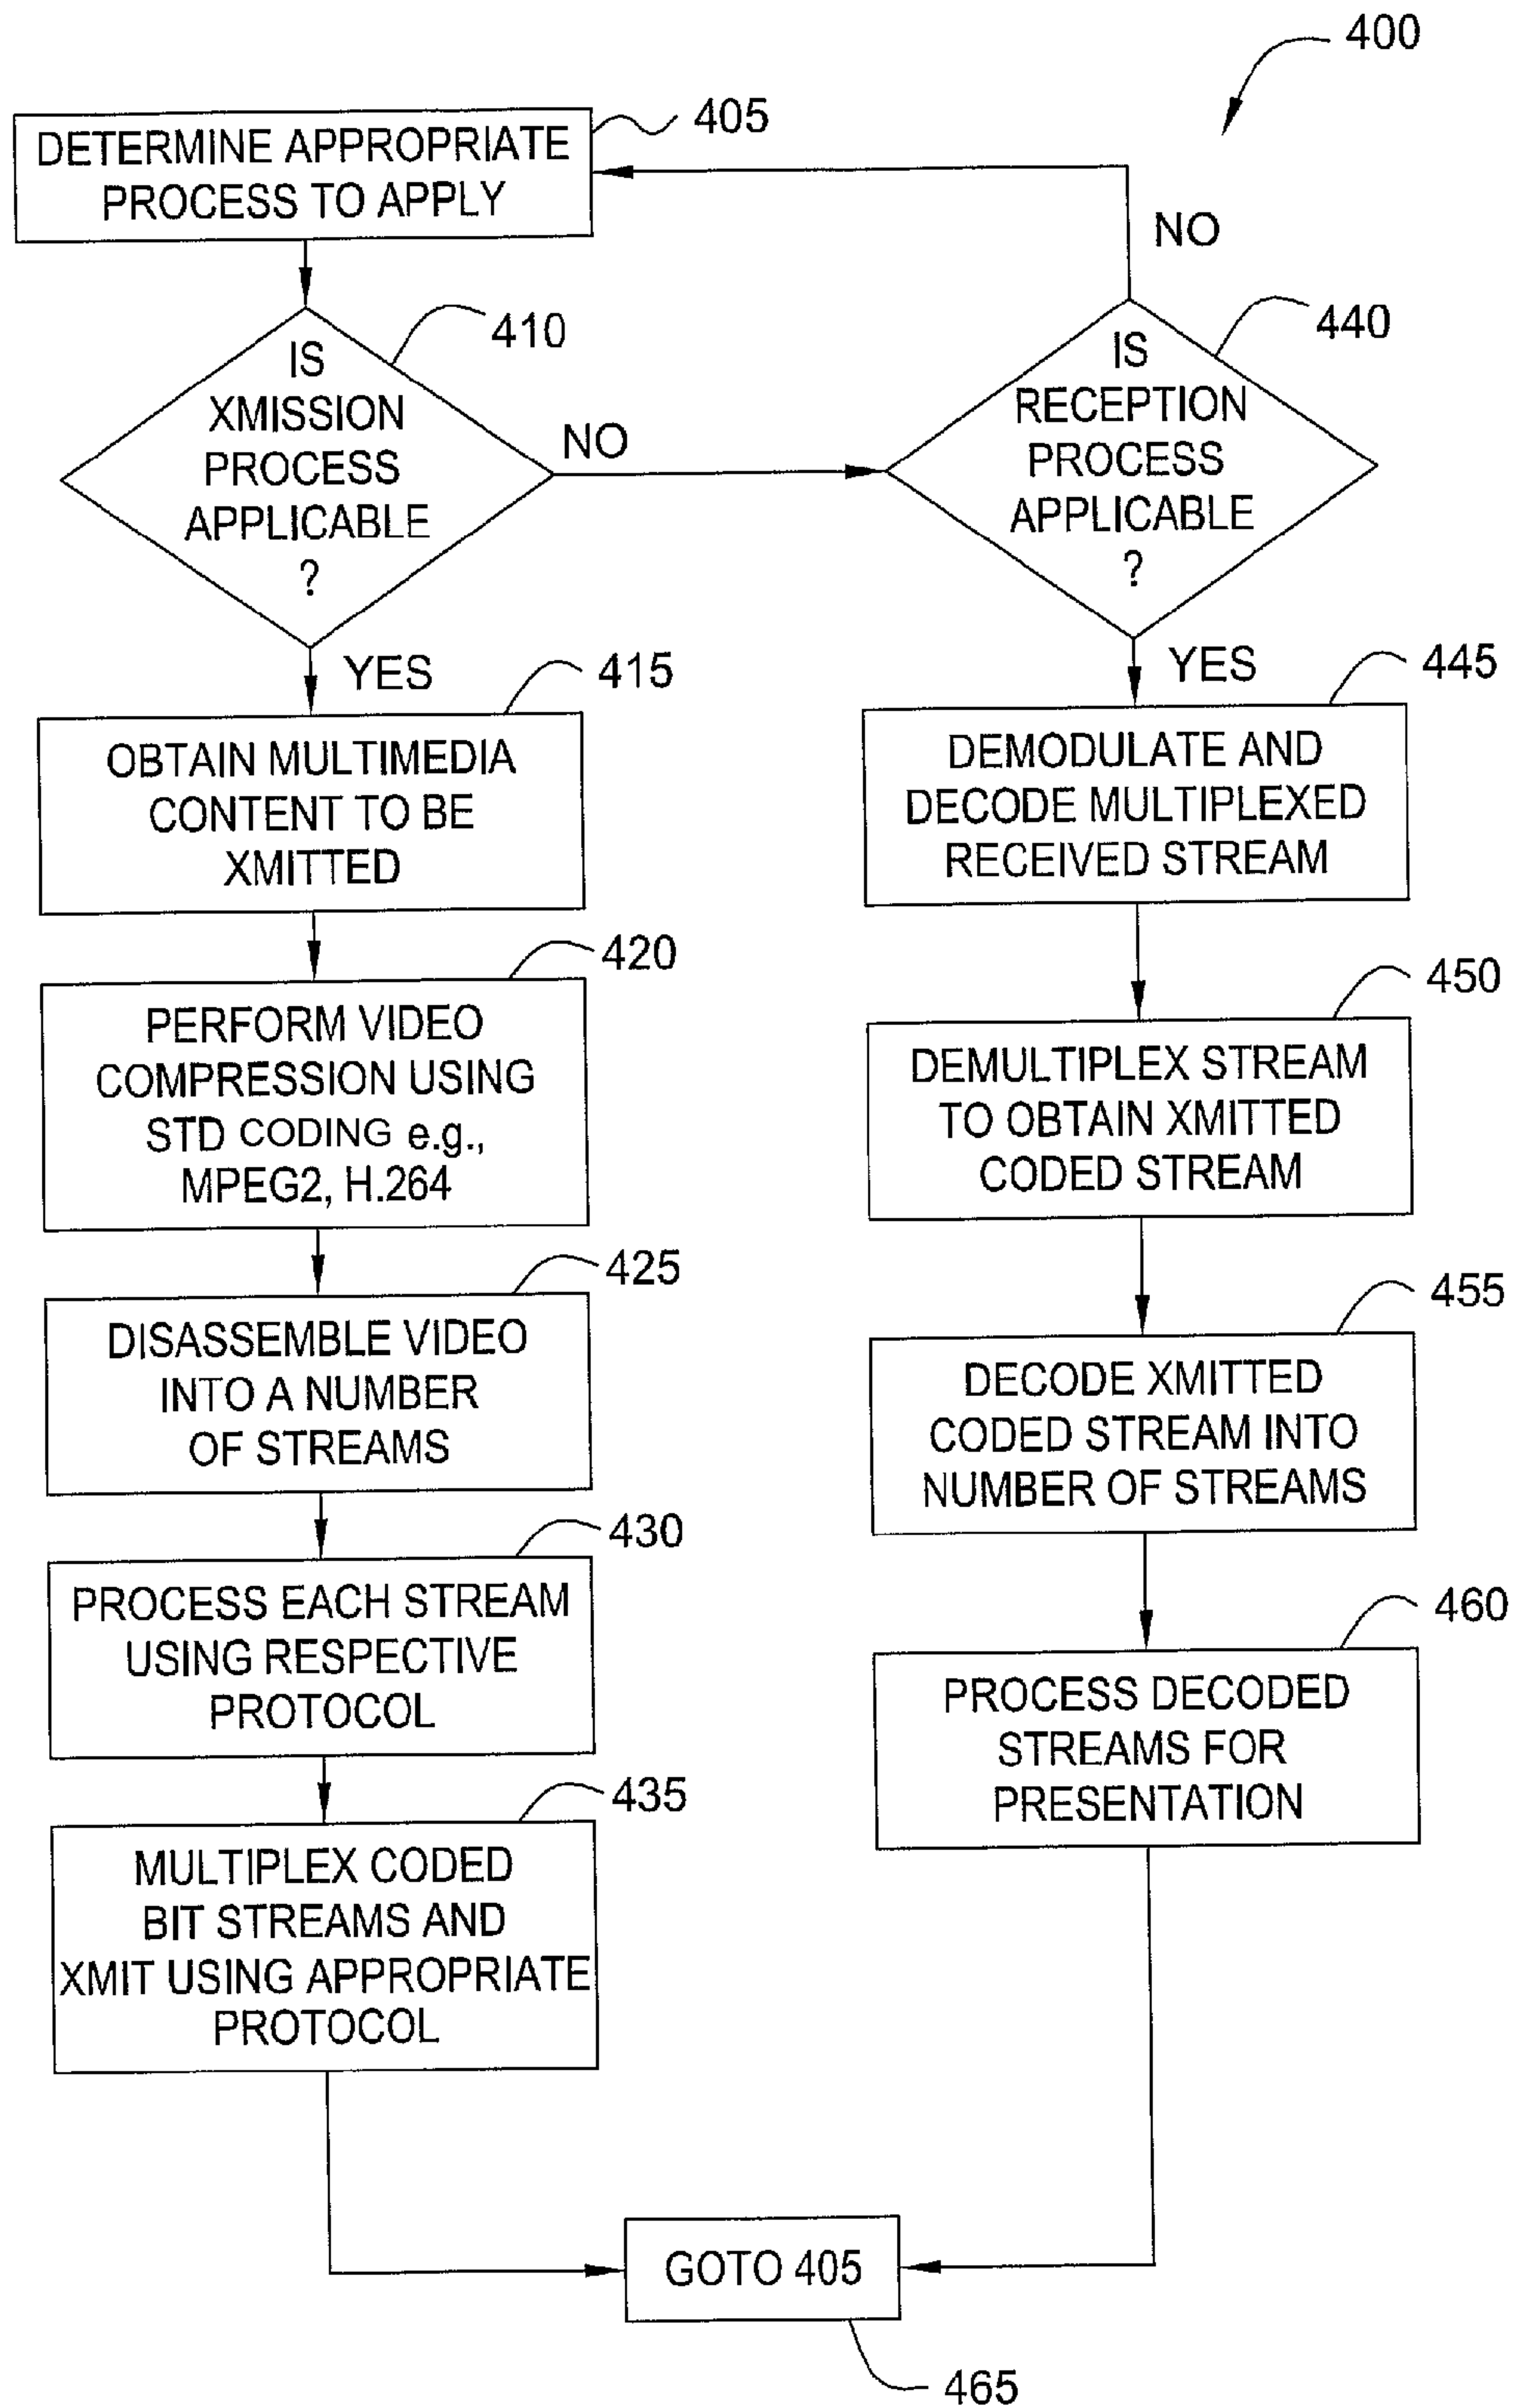 400
405
DETERMINE APPROPRIATE
PROCESS TO APPLY
NO
410
IS
XMISSION
PROCESS
APPLICABLE
?
NO
440
IS
RECEPTION
PROCESS
APPLICABLE
?
YES
415
OBTAIN MULTIMEDIA
CONTENT TO BE
XMITTED
420
PERFORM VIDEO
COMPRESSION USING
STD CODING e.g.,
MPEG2, H.264
425
DISASSEMBLE VIDEO
INTO A NUMBER
OF STREAMS
430
PROCESS EACH STREAM
USING RESPECTIVE
PROTOCOL
435
MULTIPLEX CODED
BIT STREAMS AND
XMIT USING APPROPRIATE
PROTOCOL
YES
445
DEMODULATE AND
DECODE MULTIPLEXED
RECEIVED STREAM
450
DEMULTIPLEX STREAM
TO OBTAIN XMITTED
CODED STREAM
455
DECODE XMITTED
CODED STREAM INTO
NUMBER OF STREAMS
460
PROCESS DECODED
STREAMS FOR
PRESENTATION
GOTO 405
465